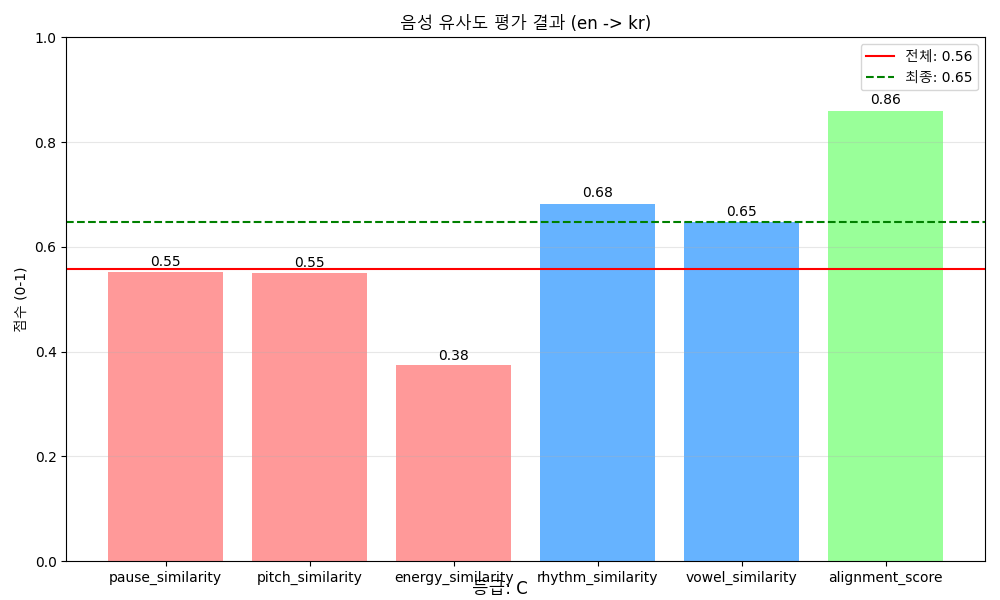 음성 유사도 평가 결과 (en -> kr)
전체: 0.56
최종: 0.65
점수 (0-1)
1.0
0.8
0.6
0.4
0.2
0.0
0.55
0.55
0.38
0.68
0.65
0.86
pause_similarity
pitch_similarity
energy_similarity
rhythm_similarity
vowel_similarity
alignment_score
등급: C